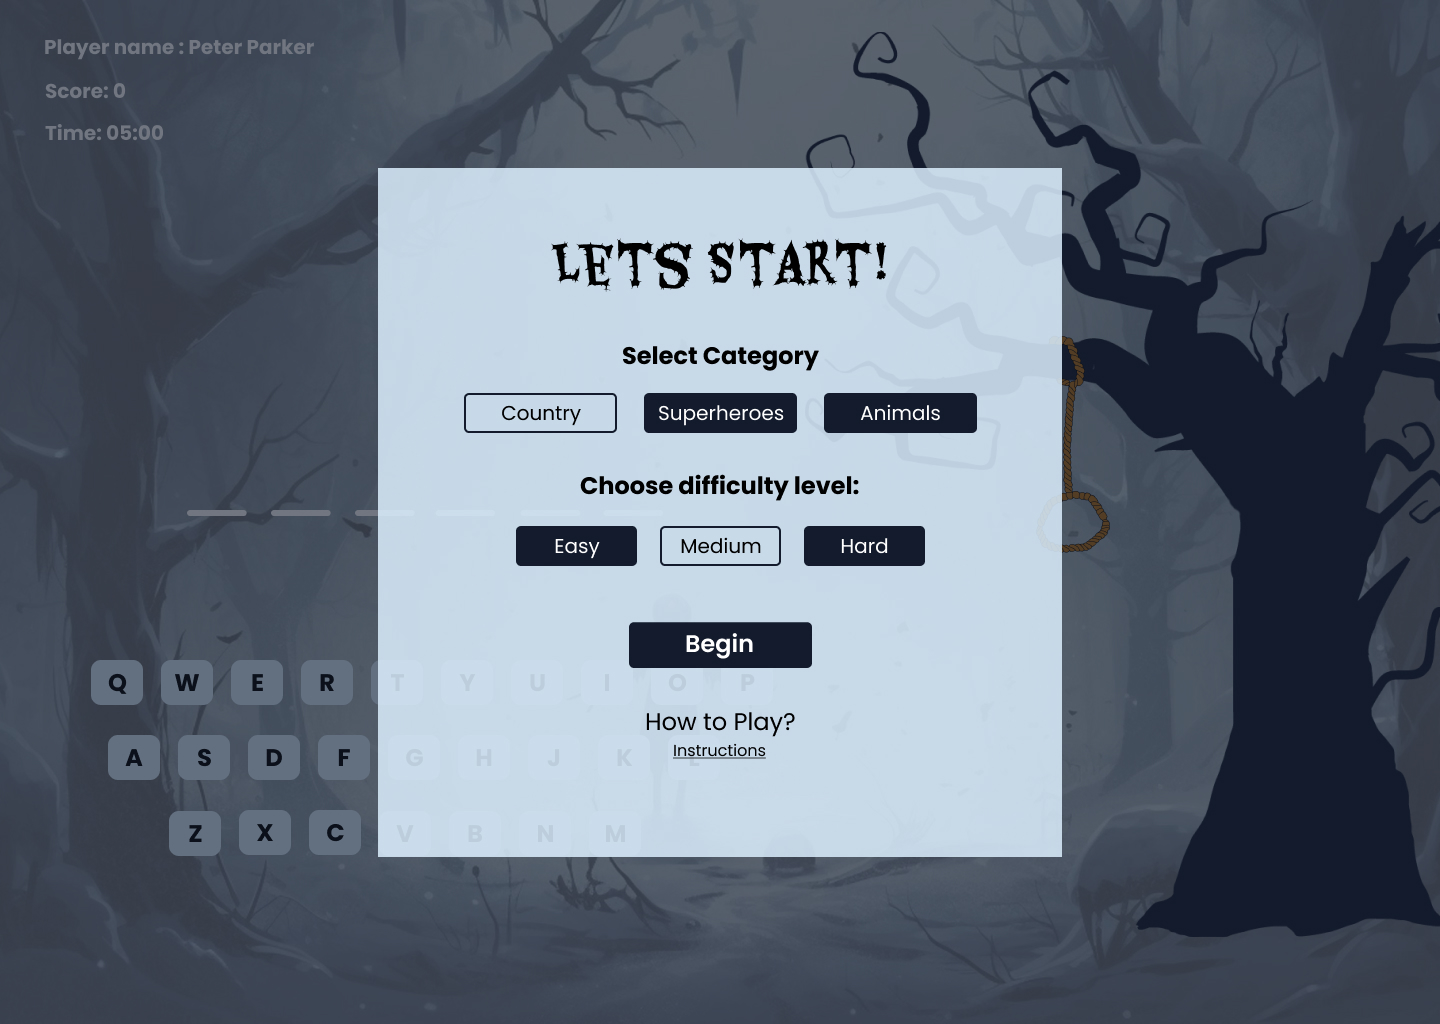 Player name : Peter Parker
Score: 0
Time: 05:00
LETS START!
Select Category
Country Superheroes Animals
Choose difficulty level:
Easy Medium Hard
Begin
Q W E R T Y U I O P
How to Play?
Instructions
A S D F G H J K L
Z X C V B N M